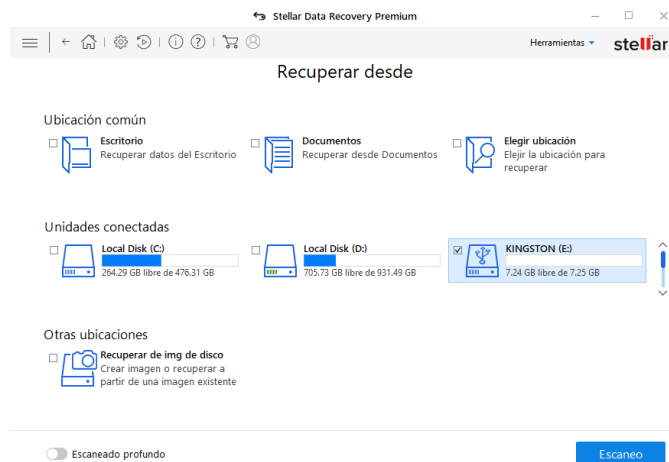 Stellar Data Recovery Premium
Herramientas
stellar
Recuperar desde
Ubicación común
Escritorio
Recuperar datos del Escritorio
Documentos
Recuperar desde Documentos
Elegir ubicación
Elejir la ubicación para
recuperar
Unidades conectadas
Local Disk (C:)
264.29 GB libre de 476.31 GB
Local Disk (D:)
705.73 GB libre de 931.49 GB
KINGSTON (E:)
7.24 GB libre de 7.25 GB
Otras ubicaciones
Recuperar de img de disco
Crear imagen o recuperar a
partir de una imagen existente
Escaneado profundo
Escaneo